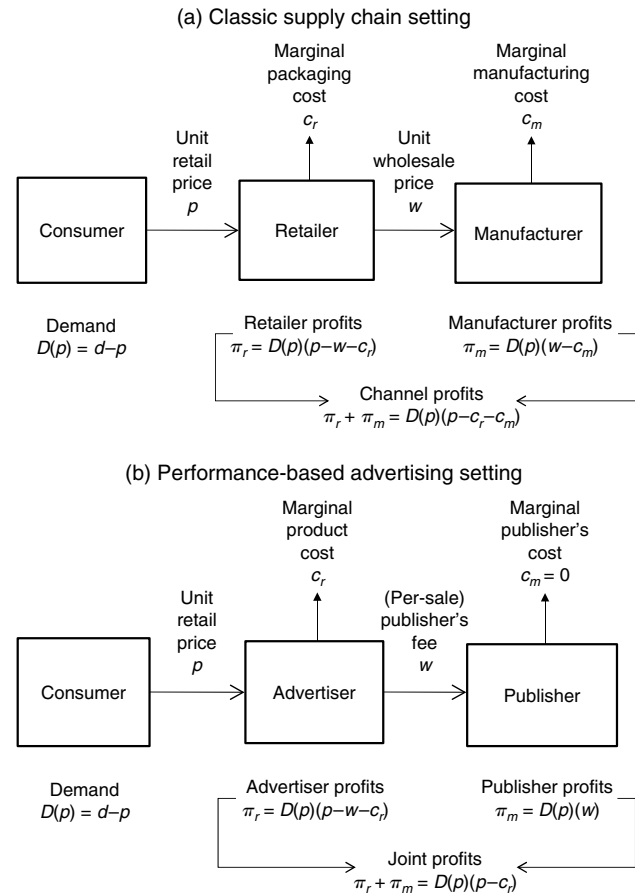 (a) Classic supply chain setting
Marginal
packaging
cost
c_r
Marginal
manufacturing
cost
c_m
Unit
retail
price
p
Unit
wholesale
price
w
Consumer
Retailer
Manufacturer
Demand
D(p) = d–p
Retailer profits
π_r = D(p)(p–w–c_r)
Manufacturer profits
π_m = D(p)(w–c_m)
Channel profits
π_r + π_m = D(p)(p–c_r–c_m)
(b) Performance-based advertising setting
Marginal
product
cost
c_r
Marginal
publisher's
cost
c_m = 0
Unit
retail
price
p
(Per-sale)
publisher's
fee
w
Consumer
Advertiser
Publisher
Demand
D(p) = d–p
Advertiser profits
π_r = D(p)(p–w–c_r)
Publisher profits
π_m = D(p)(w)
Joint profits
π_r + π_m = D(p)(p–c_r)